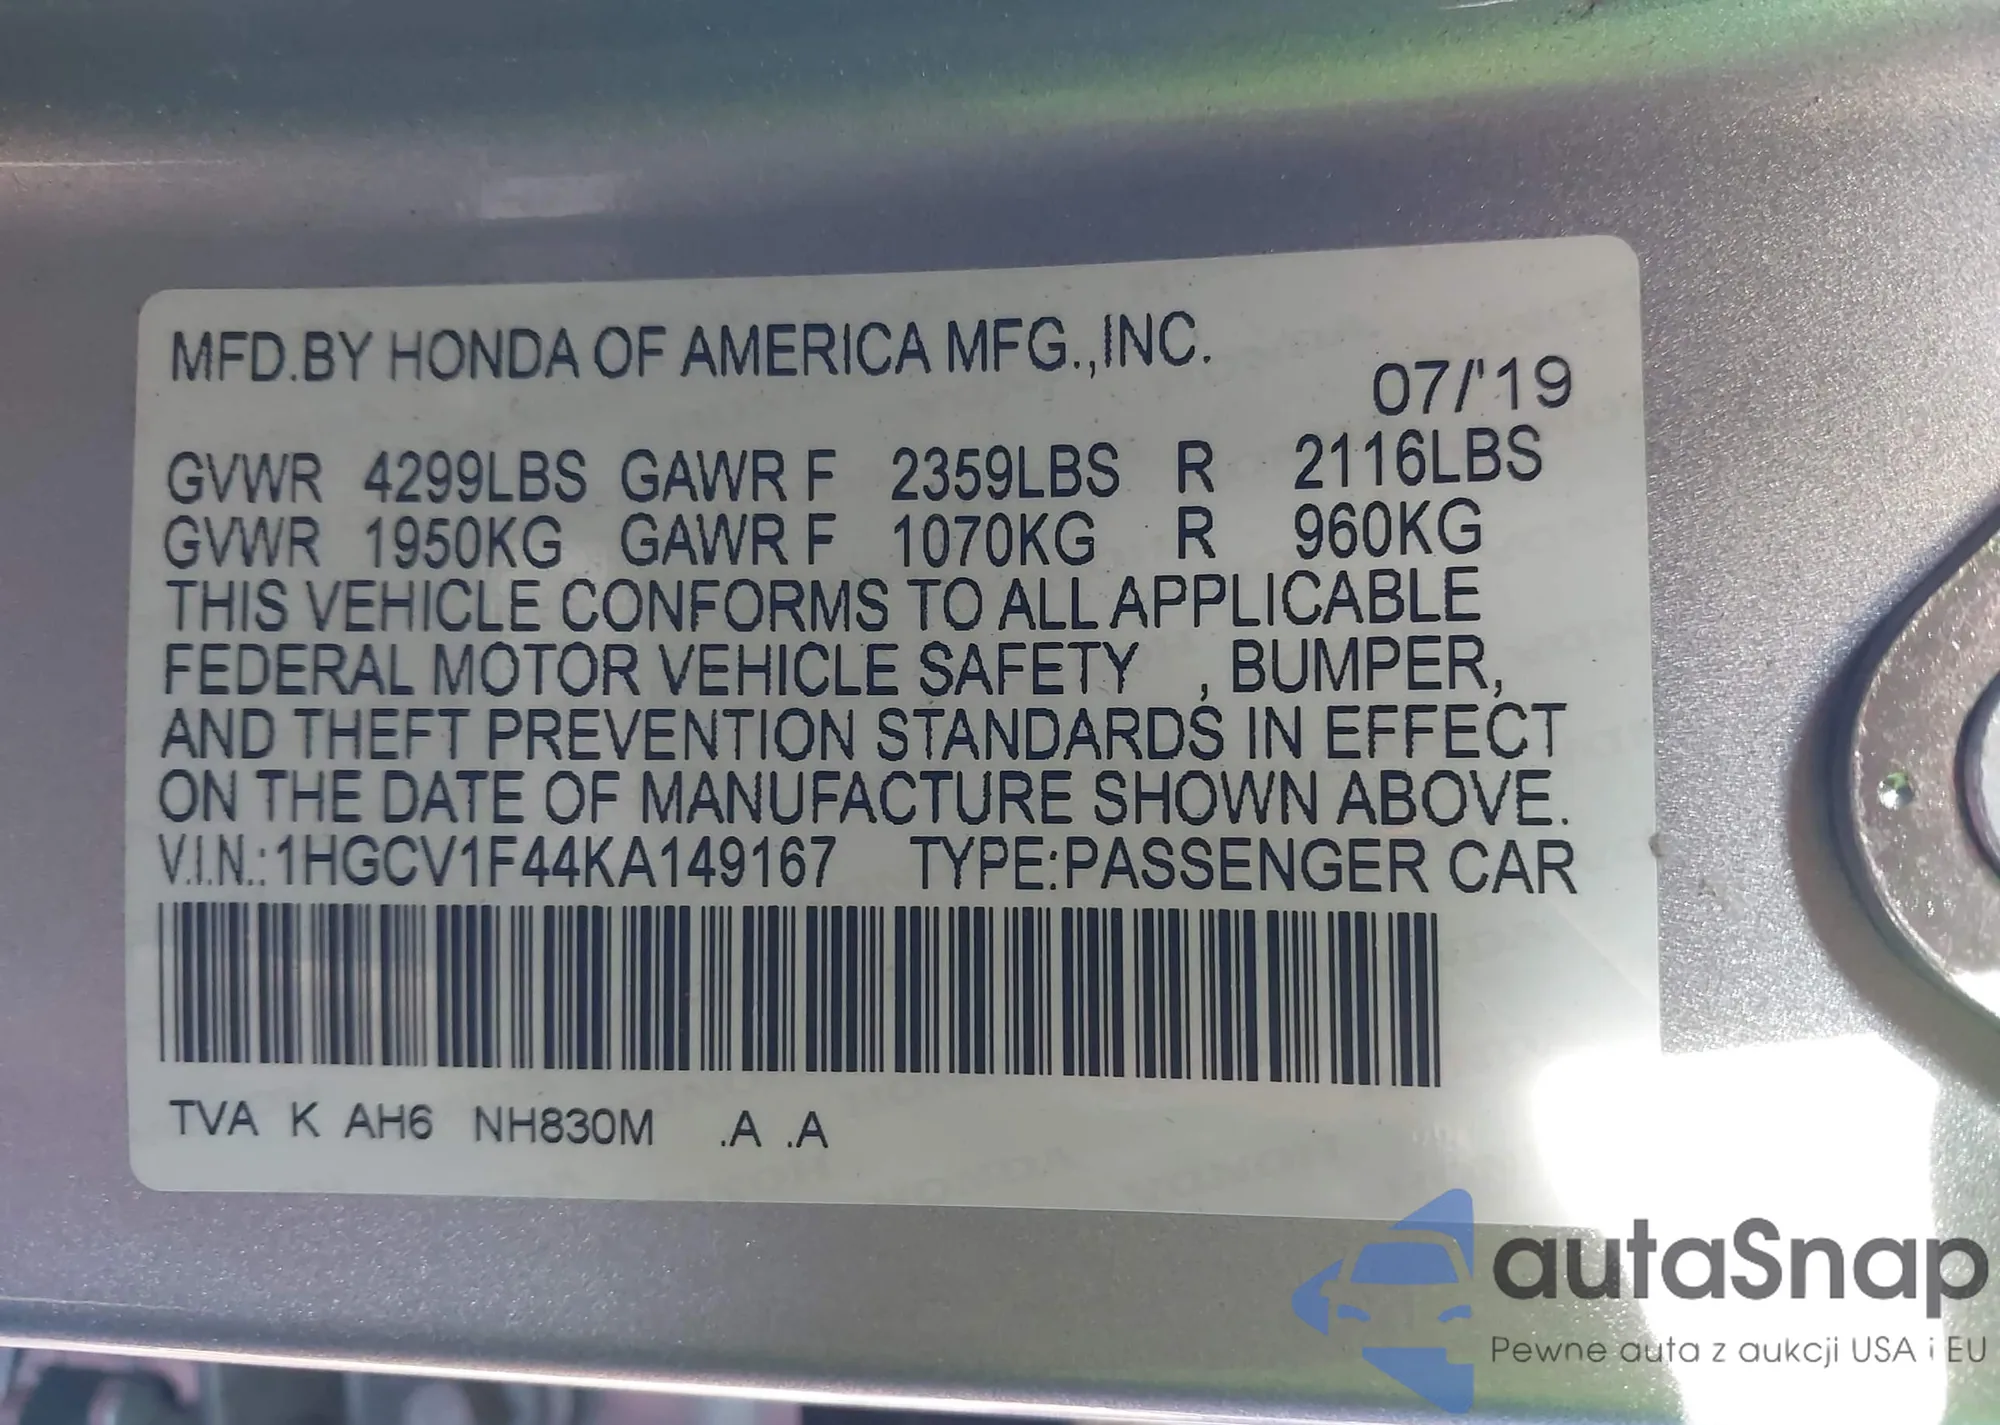 MFD.BY HONDA OF AMERICA MFG.,INC.
07/'19
GVWR 4299LBS GAWR F 2359LBS R 2116LBS
GVWR 1950KG GAWR F 1070KG R 960KG
THIS VEHICLE CONFORMS TO ALL APPLICABLE
FEDERAL MOTOR VEHICLE SAFETY , BUMPER,
AND THEFT PREVENTION STANDARDS IN EFFECT
ON THE DATE OF MANUFACTURE SHOWN ABOVE.
V.I.N.:1HGCV1F44KA149167 TYPE:PASSENGER CAR
TVA K AH6 NH830M .A .A
autaSnap
Pewne auta z aukcji USA i EU